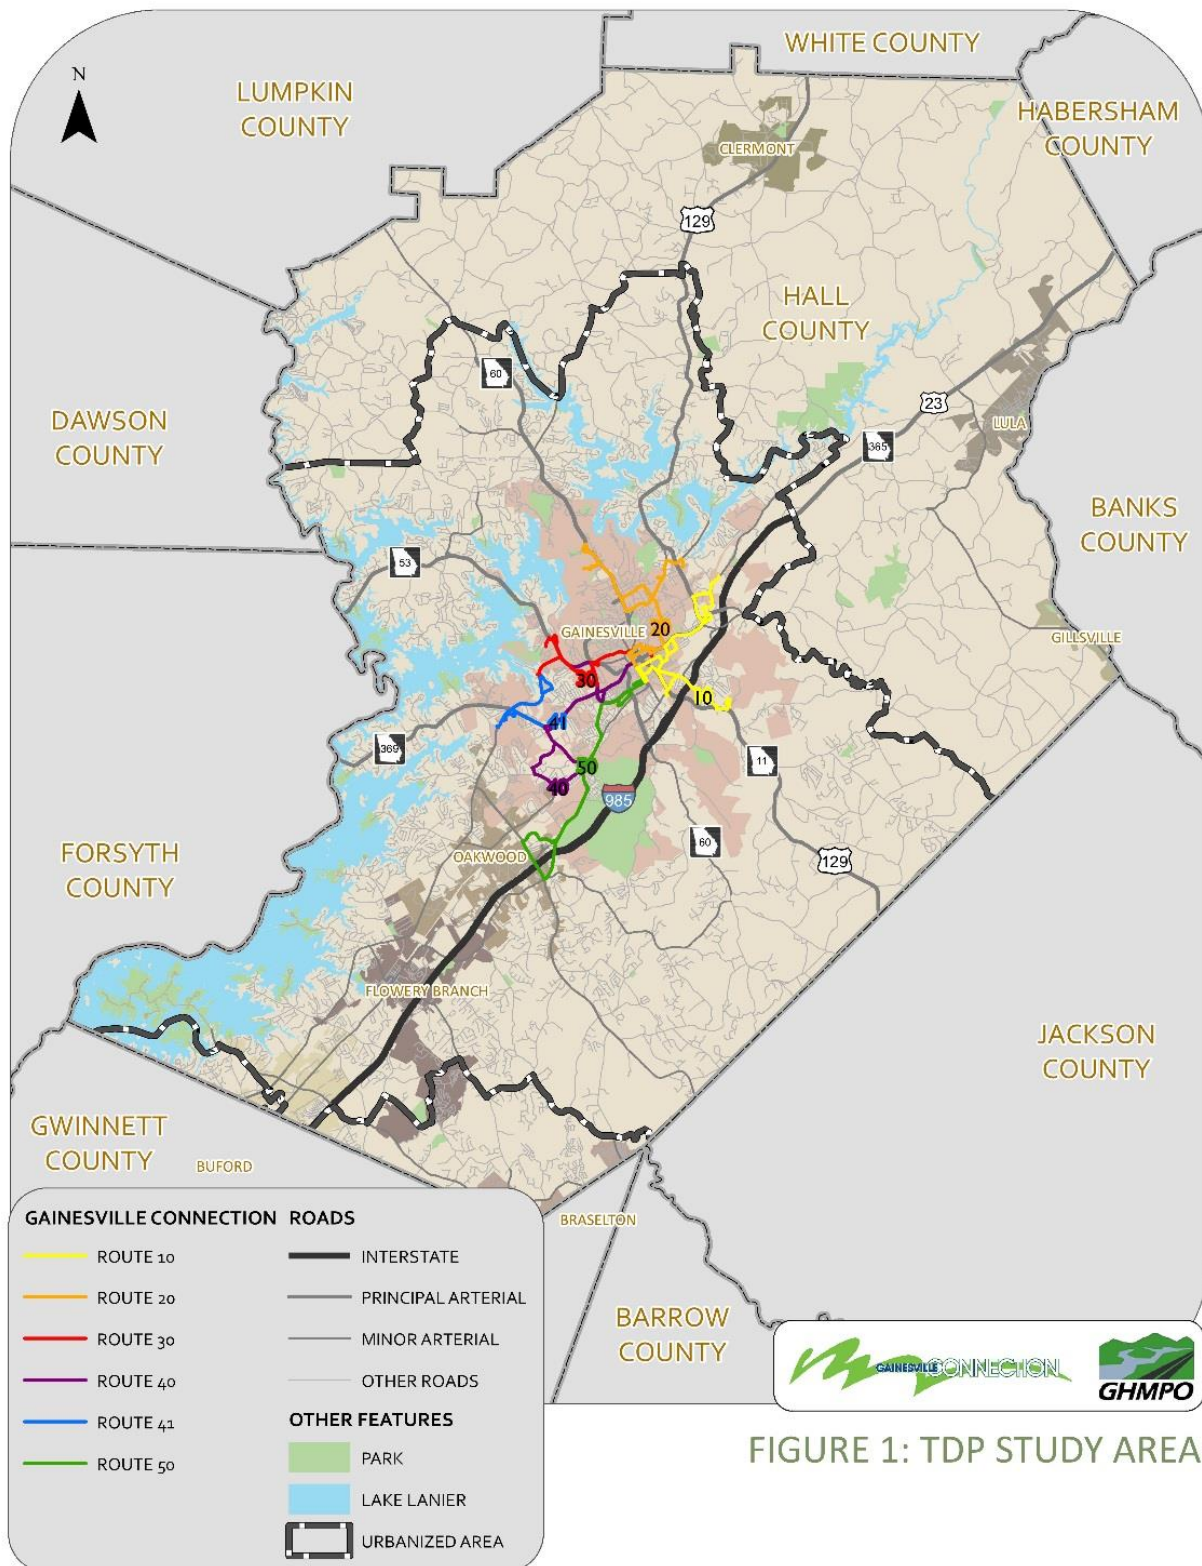 WHITE COUNTY
N
LUMPKIN
COUNTY
HABERSHAM
COUNTY
CLERMONT
129
HALL
COUNTY
60
23
DAWSON
COUNTY
LULA
365
BANKS
COUNTY
53
GAINESVILLE
20
GILLSVILLE
30
10
41
369
11
50
40
985
FORSYTH
COUNTY
OAKWOOD
60
129
FLOWERY BRANCH
JACKSON
COUNTY
GWINNETT
COUNTY
BUFORD
BRASELTON
BARROW
COUNTY
GAINESVILLE CONNECTION
ROUTE 10
ROUTE 20
ROUTE 30
ROUTE 40
ROUTE 41
ROUTE 50
ROADS
INTERSTATE
PRINCIPAL ARTERIAL
MINOR ARTERIAL
OTHER ROADS
OTHER FEATURES
PARK
LAKE LANIER
URBANIZED AREA
GAINESVILLE CONNECTION
GHMPO
FIGURE 1: TDP STUDY AREA